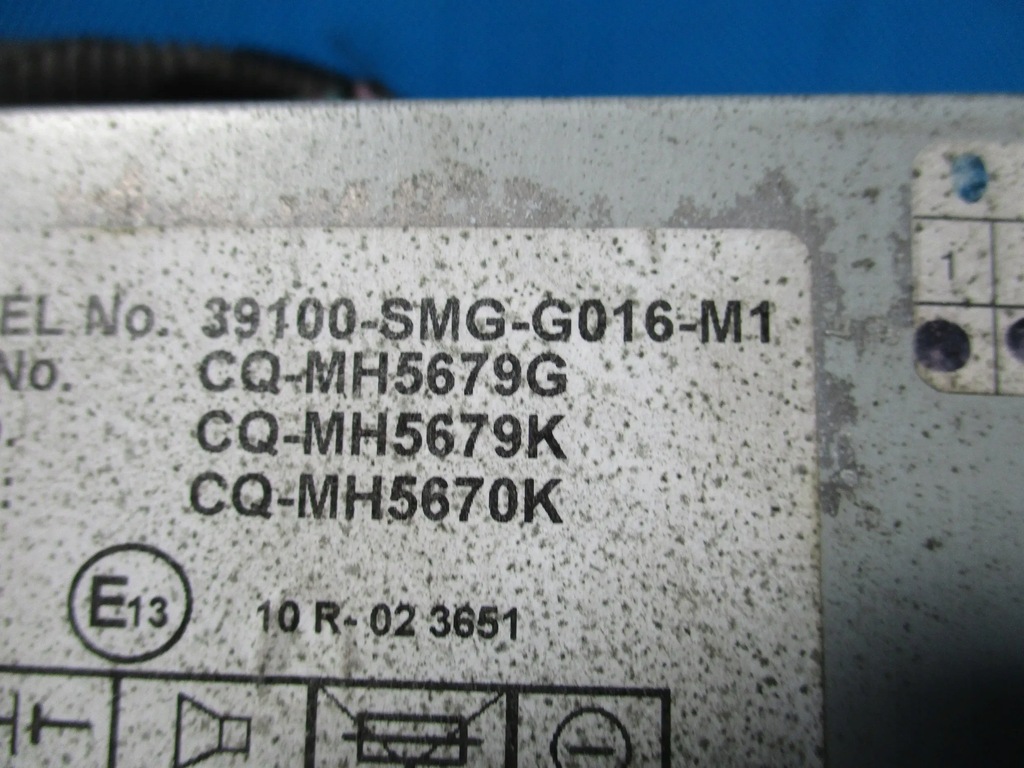 EL No. 39100-SMG-G016-M1
No. CQ-MH5679G
CQ-MH5679K
CQ-MH5670K
E13 10 R- 02 3651
1